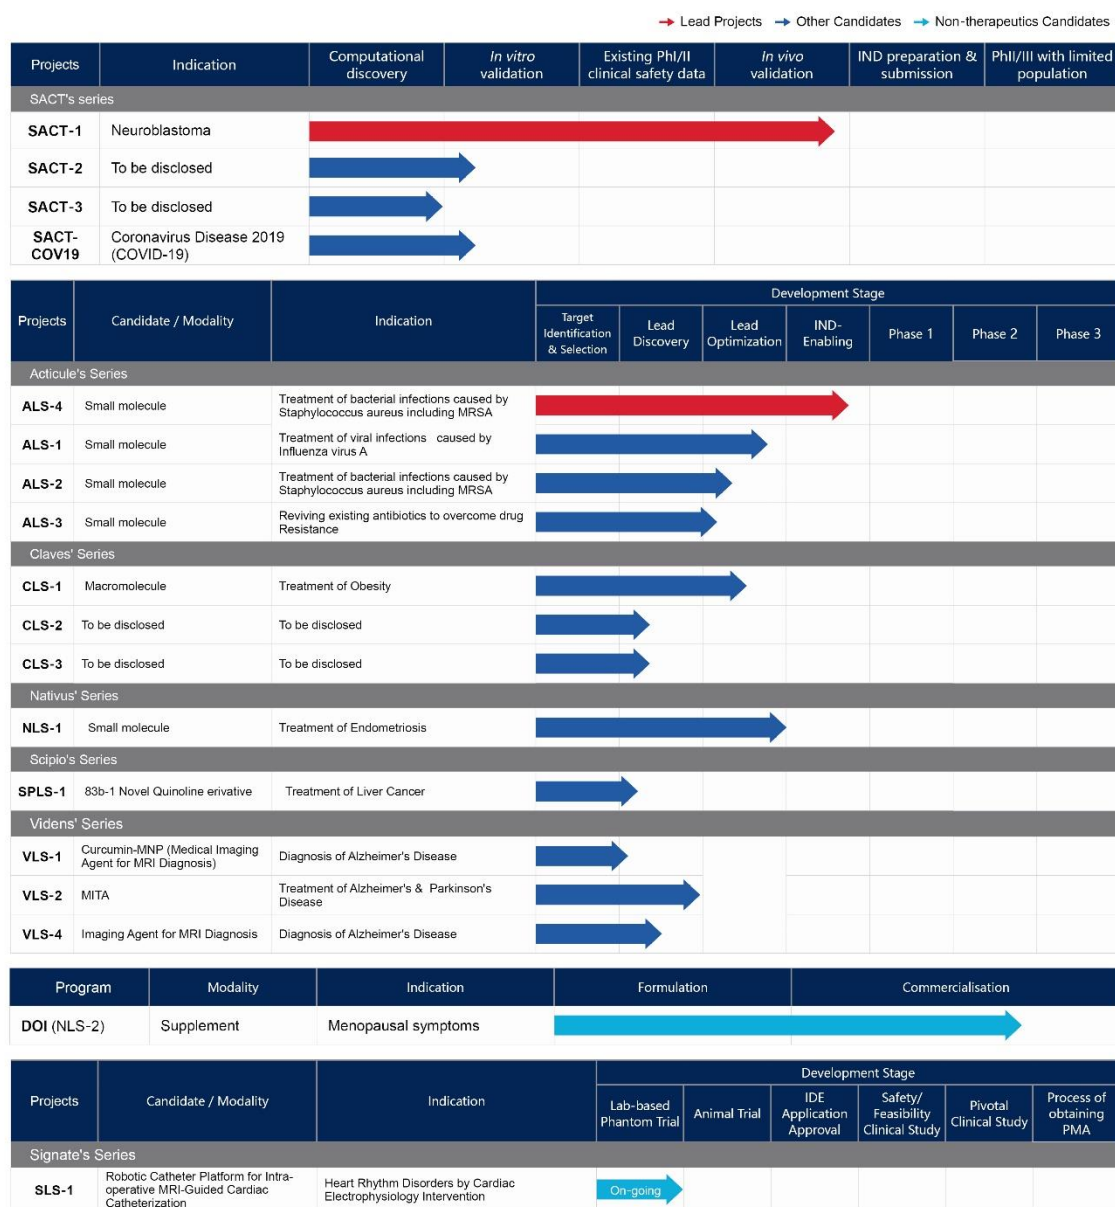 Lead Projects Other Candidates Non-therapeutics Candidates
Projects Indication Computational discovery In vitro validation Existing PhI/II clinical safety data In vivo validation IND preparation & submission PhII/III with limited population
SACT's series
SACT-1 Neuroblastoma
SACT-2 To be disclosed
SACT-3 To be disclosed
SACT-COV19 Coronavirus Disease 2019 (COVID-19)
Projects Candidate / Modality Indication Development Stage
Target Identification & Selection Lead Discovery Lead Optimization IND-Enabling Phase 1 Phase 2 Phase 3
Acticule's Series
ALS-4 Small molecule Treatment of bacterial infections caused by Staphylococcus aureus including MRSA
ALS-1 Small molecule Treatment of viral infections caused by Influenza virus A
ALS-2 Small molecule Treatment of bacterial infections caused by Staphylococcus aureus including MRSA
ALS-3 Small molecule Reviving existing antibiotics to overcome drug Resistance
Claves' Series
CLS-1 Macromolecule Treatment of Obesity
CLS-2 To be disclosed To be disclosed
CLS-3 To be disclosed To be disclosed
Nativus' Series
NLS-1 Small molecule Treatment of Endometriosis
Scipio's Series
SPLS-1 83b-1 Novel Quinoline erivative Treatment of Liver Cancer
Videns' Series
VLS-1 Curcumin-MNP (Medical Imaging Agent for MRI Diagnosis) Diagnosis of Alzheimer's Disease
VLS-2 MITA Treatment of Alzheimer's & Parkinson's Disease
VLS-4 Imaging Agent for MRI Diagnosis Diagnosis of Alzheimer's Disease
Program Modality Indication Formulation Commercialisation
DOI (NLS-2) Supplement Menopausal symptoms
Projects Candidate / Modality Indication Development Stage
Lab-based Phantom Trial Animal Trial IDE Application Approval Safety/ Feasibility Clinical Study Pivotal Clinical Study Process of obtaining PMA
Signate's Series
SLS-1 Robotic Catheter Platform for Intra-operative MRI-Guided Cardiac Catheterization Heart Rhythm Disorders by Cardiac Electrophysiology Intervention On-going